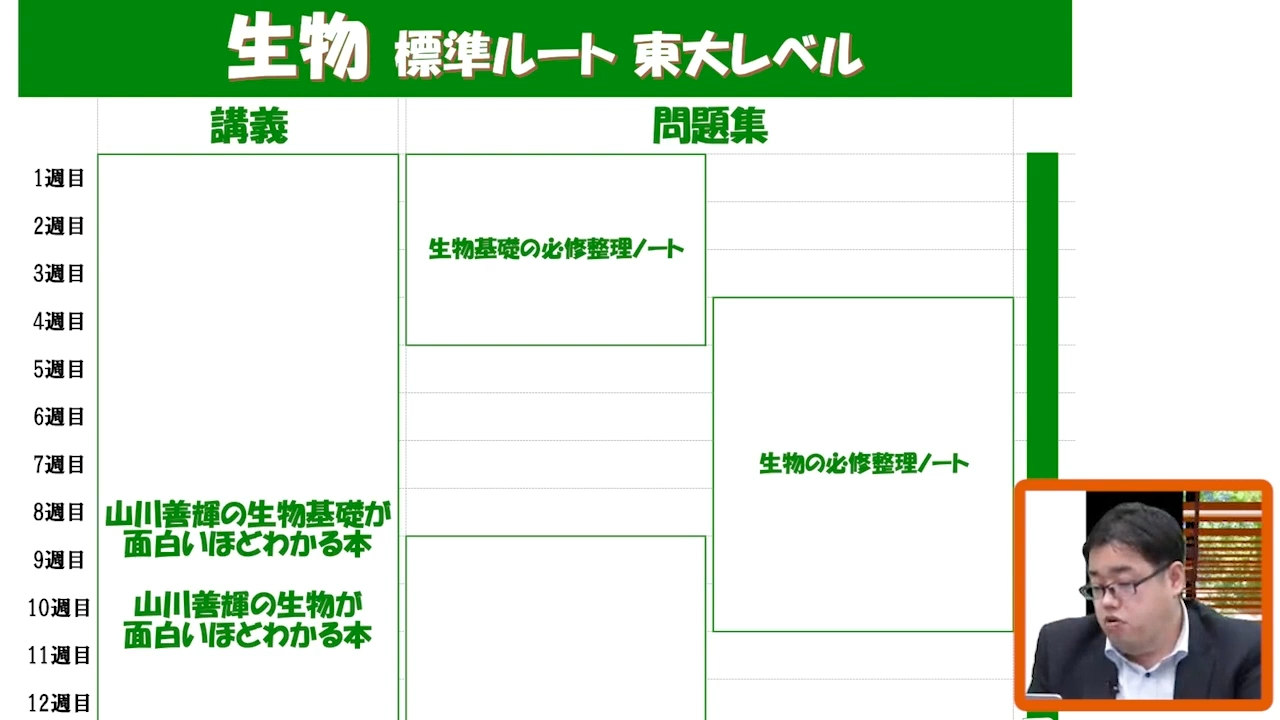 生物 標準ルート 東大レベル
講義
問題集
1週目
2週目
3週目
4週目
5週目
6週目
7週目
8週目
9週目
10週目
11週目
12週目
山川善輝の生物基礎が
面白いほどわかる本
山川善輝の生物が
面白いほどわかる本
生物基礎の必修整理ノート
生物の必修整理ノート